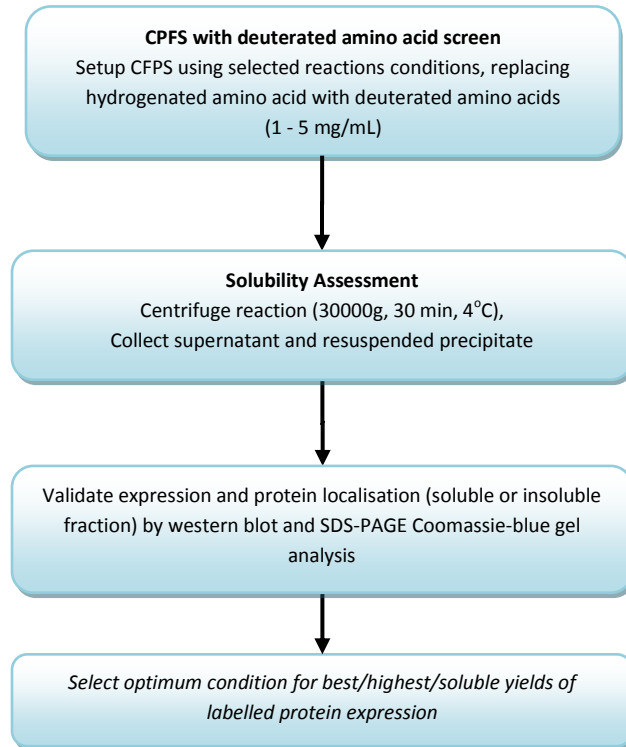 CPFS with deuterated amino acid screen
Setup CFPS using selected reactions conditions, replacing
hydrogenated amino acid with deuterated amino acids
(1 - 5 mg/mL)
Solubility Assessment
Centrifuge reaction (30000g, 30 min, 4°C),
Collect supernatant and resuspended precipitate
Validate expression and protein localisation (soluble or insoluble
fraction) by western blot and SDS-PAGE Coomassie-blue gel
analysis
Select optimum condition for best/highest/soluble yields of
labelled protein expression